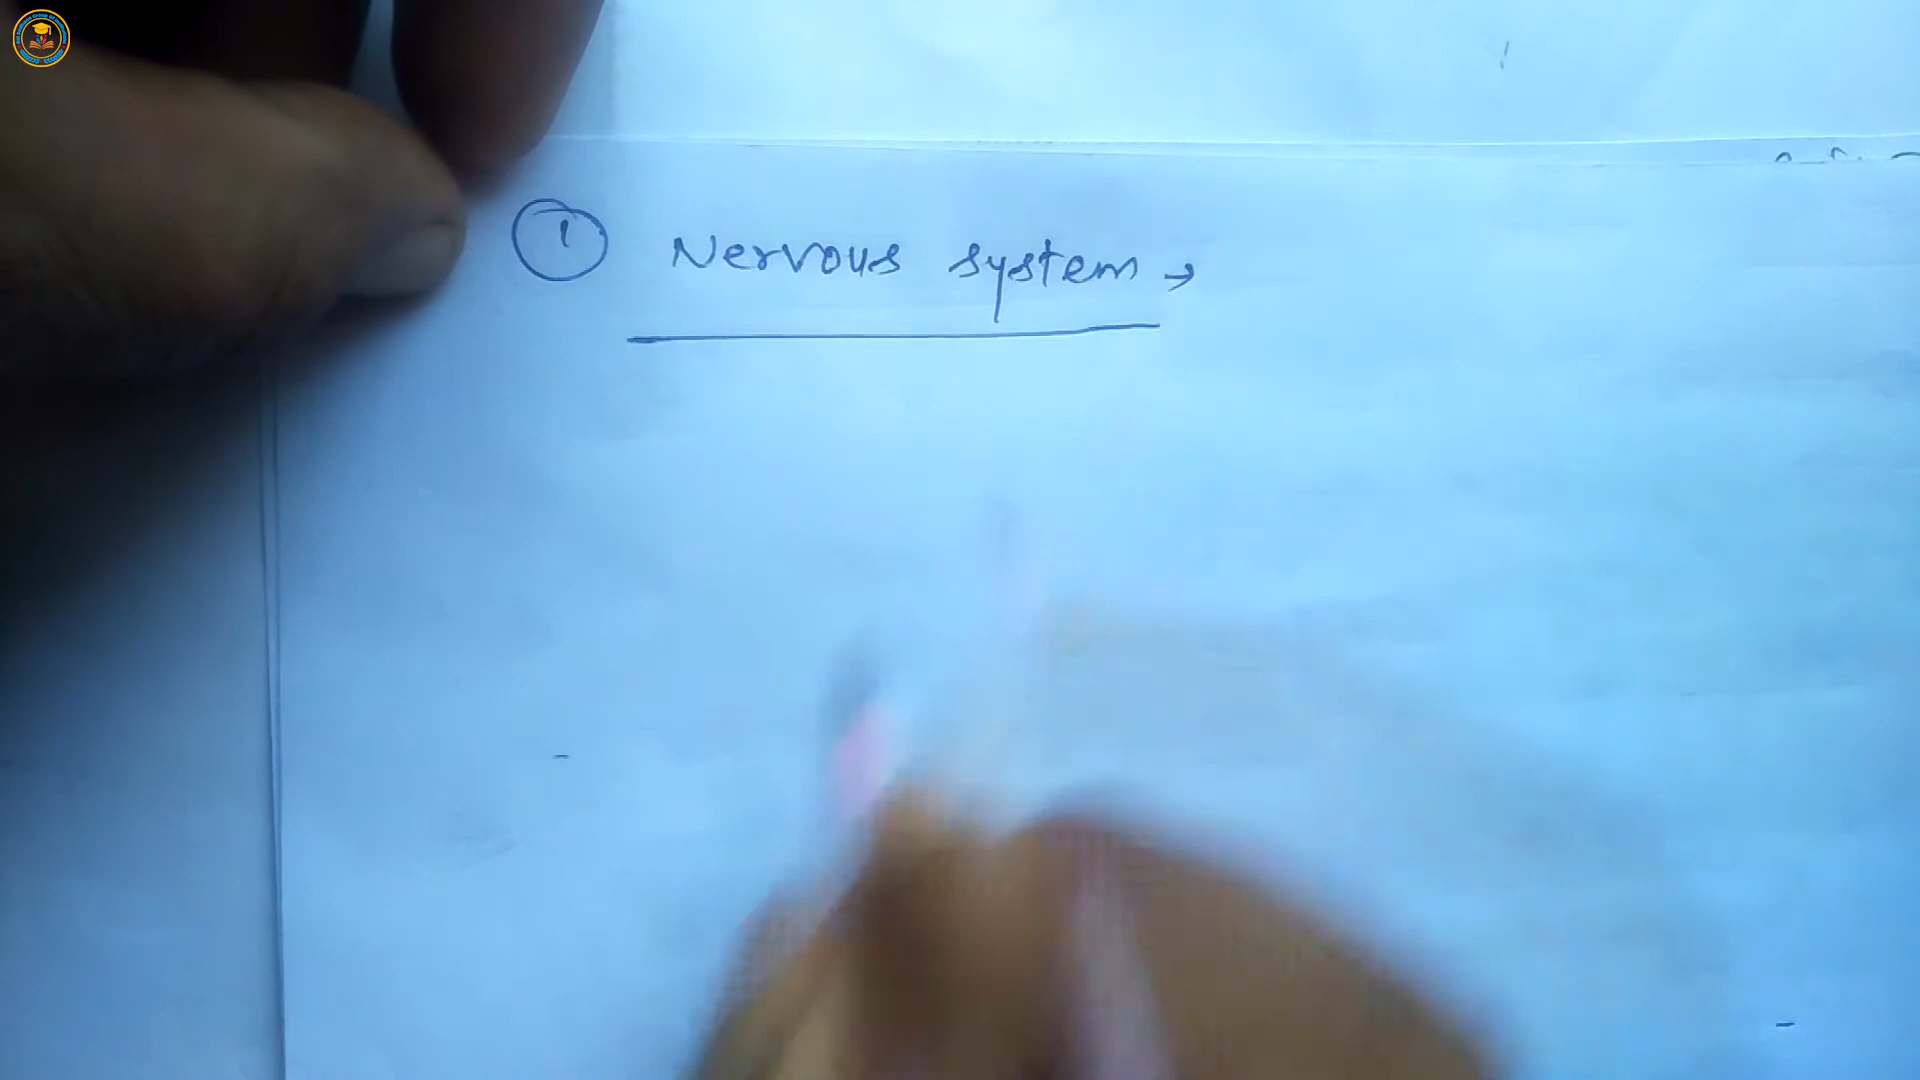 ① Nervous system →